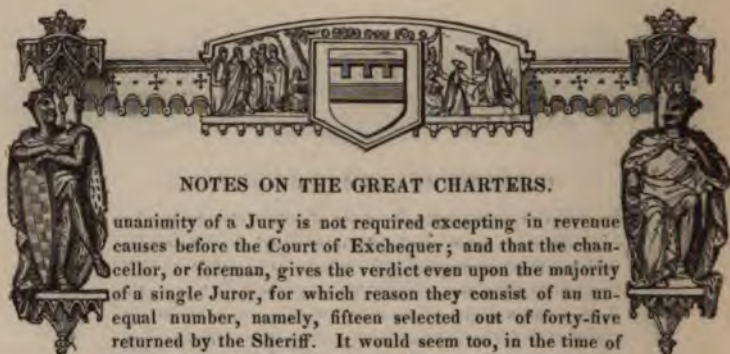 NOTES ON THE GREAT CHARTERS.
unanimity of a Jury is not required excepting in revenue
causes before the Court of Exchequer; and that the chan-
cellor, or foreman, gives the verdict even upon the majority
of a single Juror, for which reason they consist of an un-
equal number, namely, fifteen selected out of forty-five
returned by the Sheriff. It would seem too, in the time of